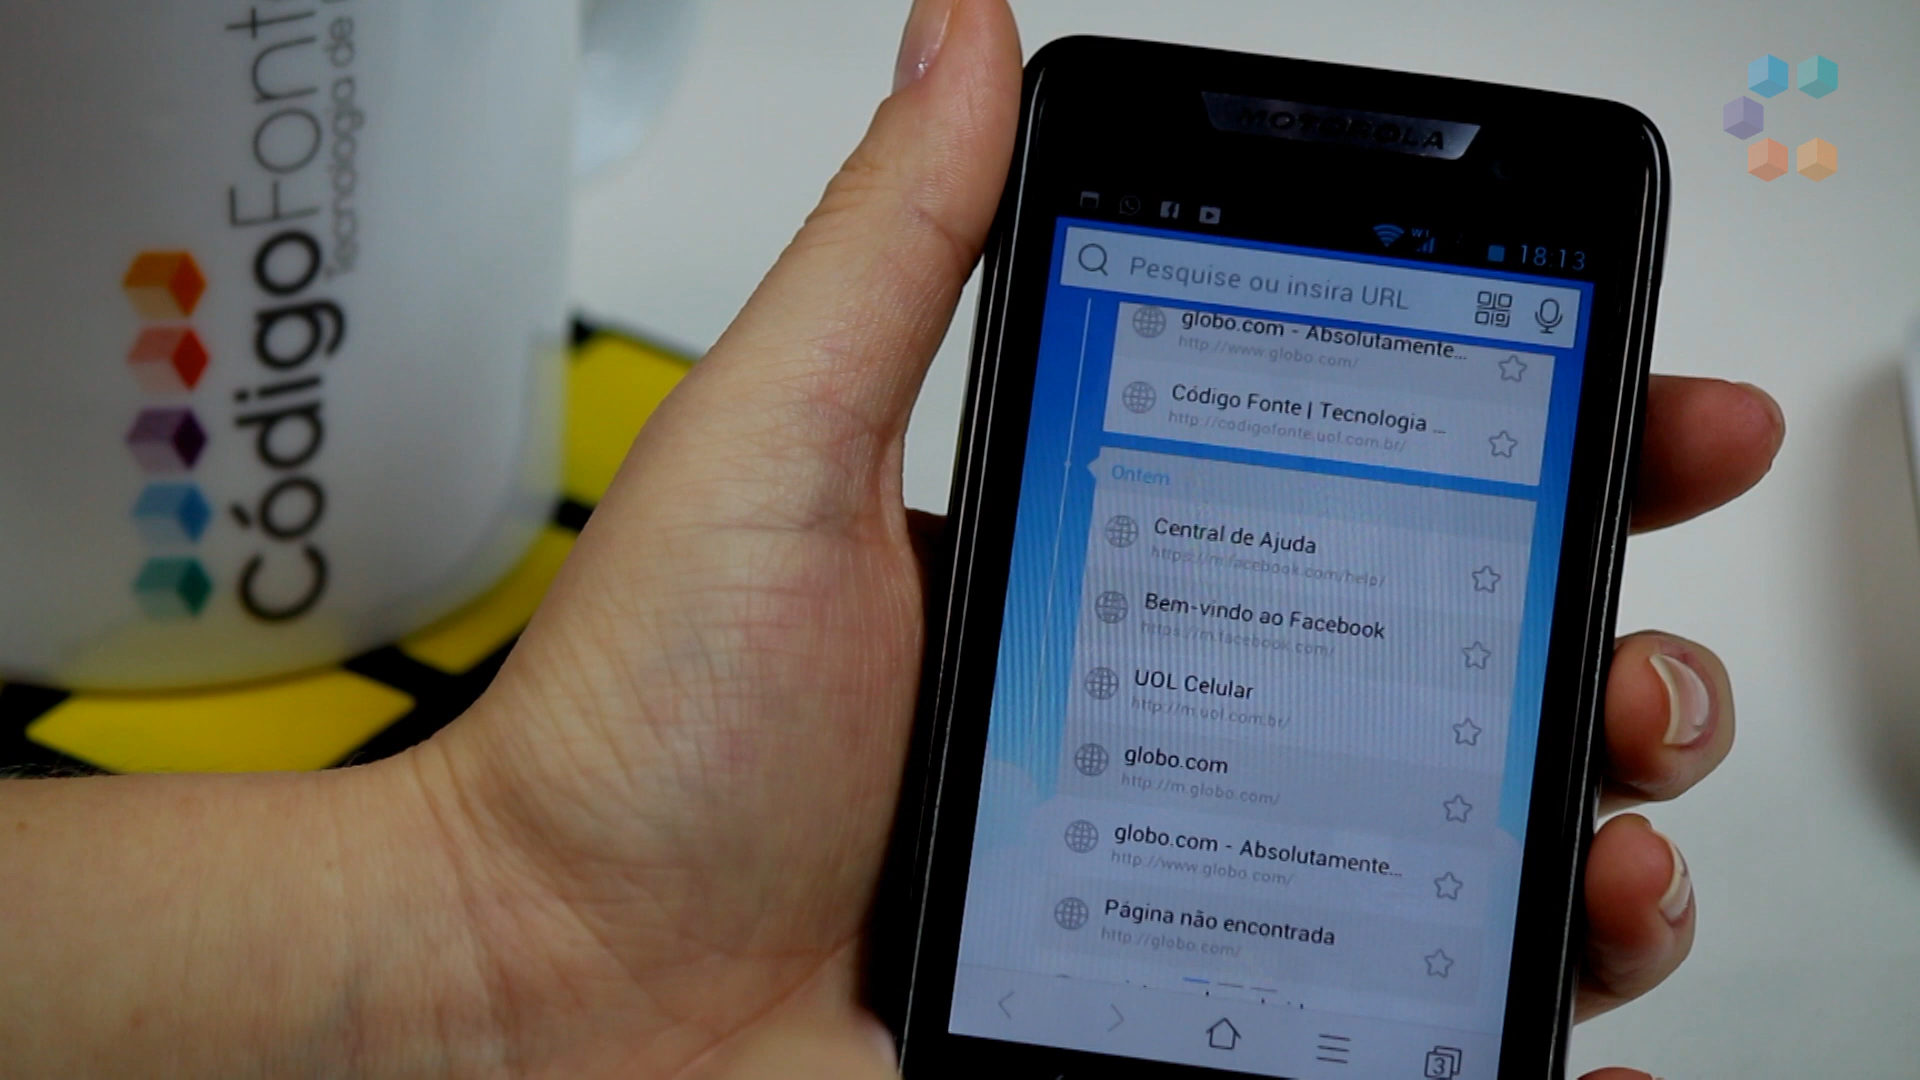 CódigoFont
Tecnologia de
MOTOROLA
18:13
Pesquise ou insira URL
globo.com - Absolutamente...
http://www.globo.com/
Código Fonte | Tecnologia ...
http://codigofonte.uol.com.br/
Ontem
Central de Ajuda
https://m.facebook.com/help/
Bem-vindo ao Facebook
https://m.facebook.com/
UOL Celular
http://m.uol.com.br/
globo.com
http://m.globo.com/
globo.com - Absolutamente...
http://www.globo.com/
Página não encontrada
http://globo.com/
3